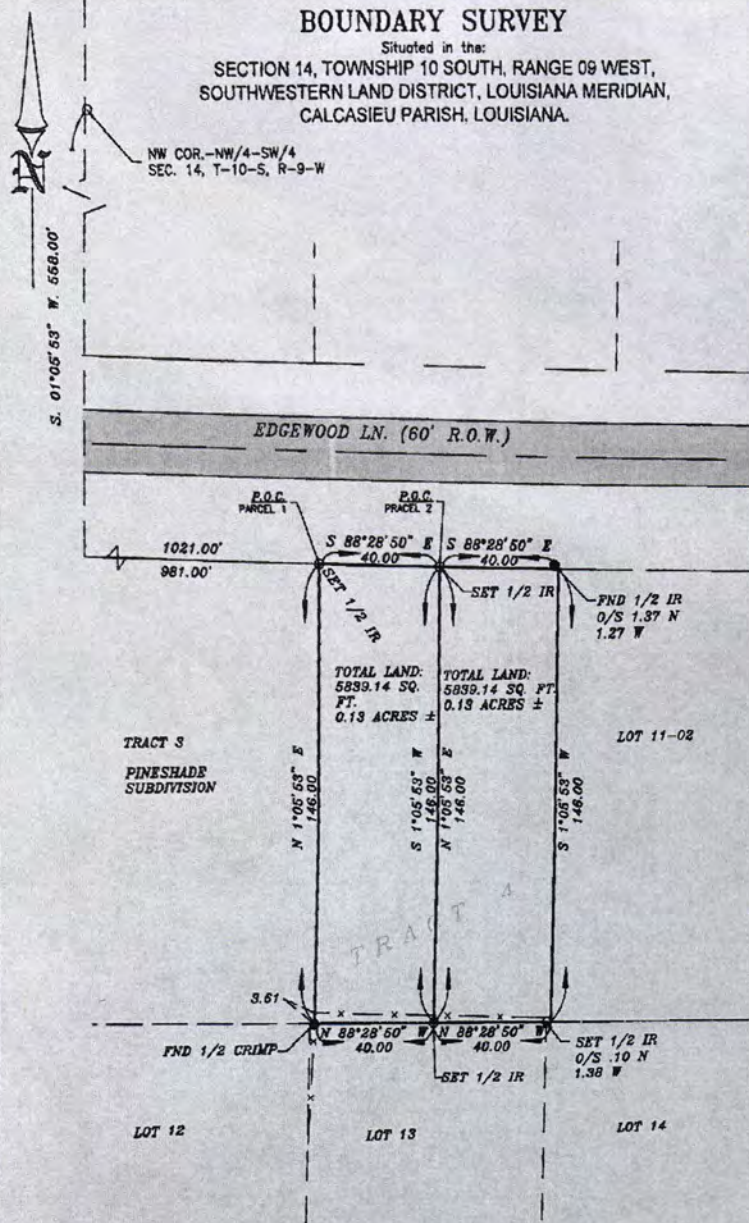 BOUNDARY SURVEY
Situated in the:
SECTION 14, TOWNSHIP 10 SOUTH, RANGE 09 WEST,
SOUTHWESTERN LAND DISTRICT, LOUISIANA MERIDIAN,
CALCASIEU PARISH, LOUISIANA.
N
NW COR.-NW/4-SW/4
SEC. 14, T-10-S, R-9-W
S. 01°05'53" W. 558.00'
EDGEWOOD LN. (60' R.O.W.)
P.O.C.
PARCEL 1
P.O.C.
PRACEL 2
1021.00'
981.00'
S 88°28'50" E
40.00
S 88°28'50" E
40.00
SET 1/2 IR
SET 1/2 IR
FND 1/2 IR
O/S 1.37 N
1.27 W
TOTAL LAND:
5839.14 SQ.
FT.
0.13 ACRES ±
TOTAL LAND:
5839.14 SQ. FT.
0.13 ACRES ±
TRACT 3
PINESHADE
SUBDIVISION
LOT 11-02
N 1°05'53" E
146.00
S 1°05'53" W
146.00
N 1°05'53" E
146.00
S 1°05'53" W
146.00
TRACT 4
3.61
FND 1/2 CRIMP
N 88°28'50" W
40.00
N 88°28'50" W
40.00
SET 1/2 IR
SET 1/2 IR
O/S .10 N
1.38 W
LOT 12
LOT 13
LOT 14